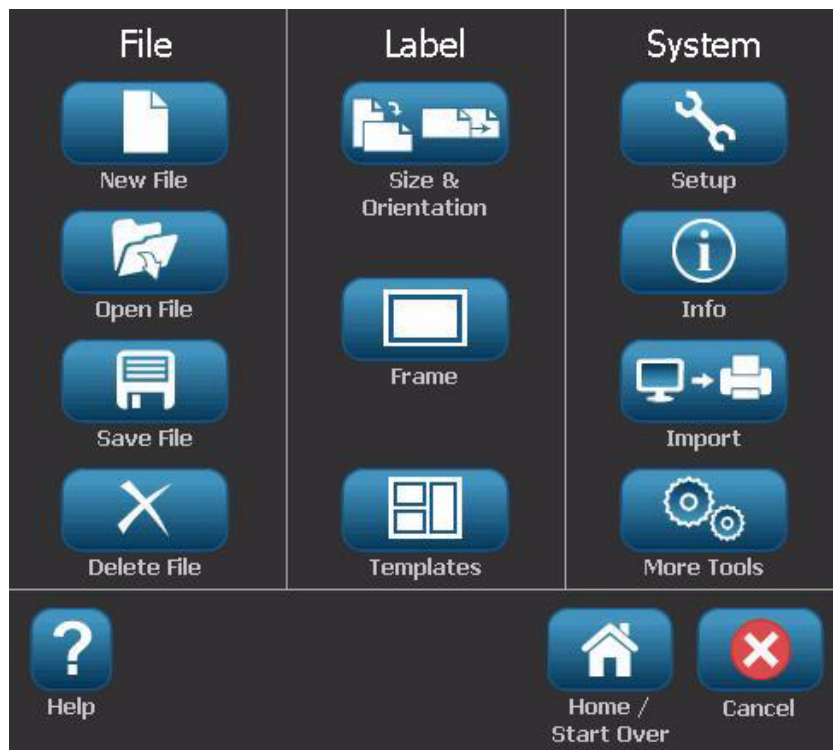 File
New File
Open File
Save File
Delete File
Label
Size &
Orientation
Frame
Templates
System
Setup
Info
Import
More Tools
Help
Home /
Start Over
Cancel